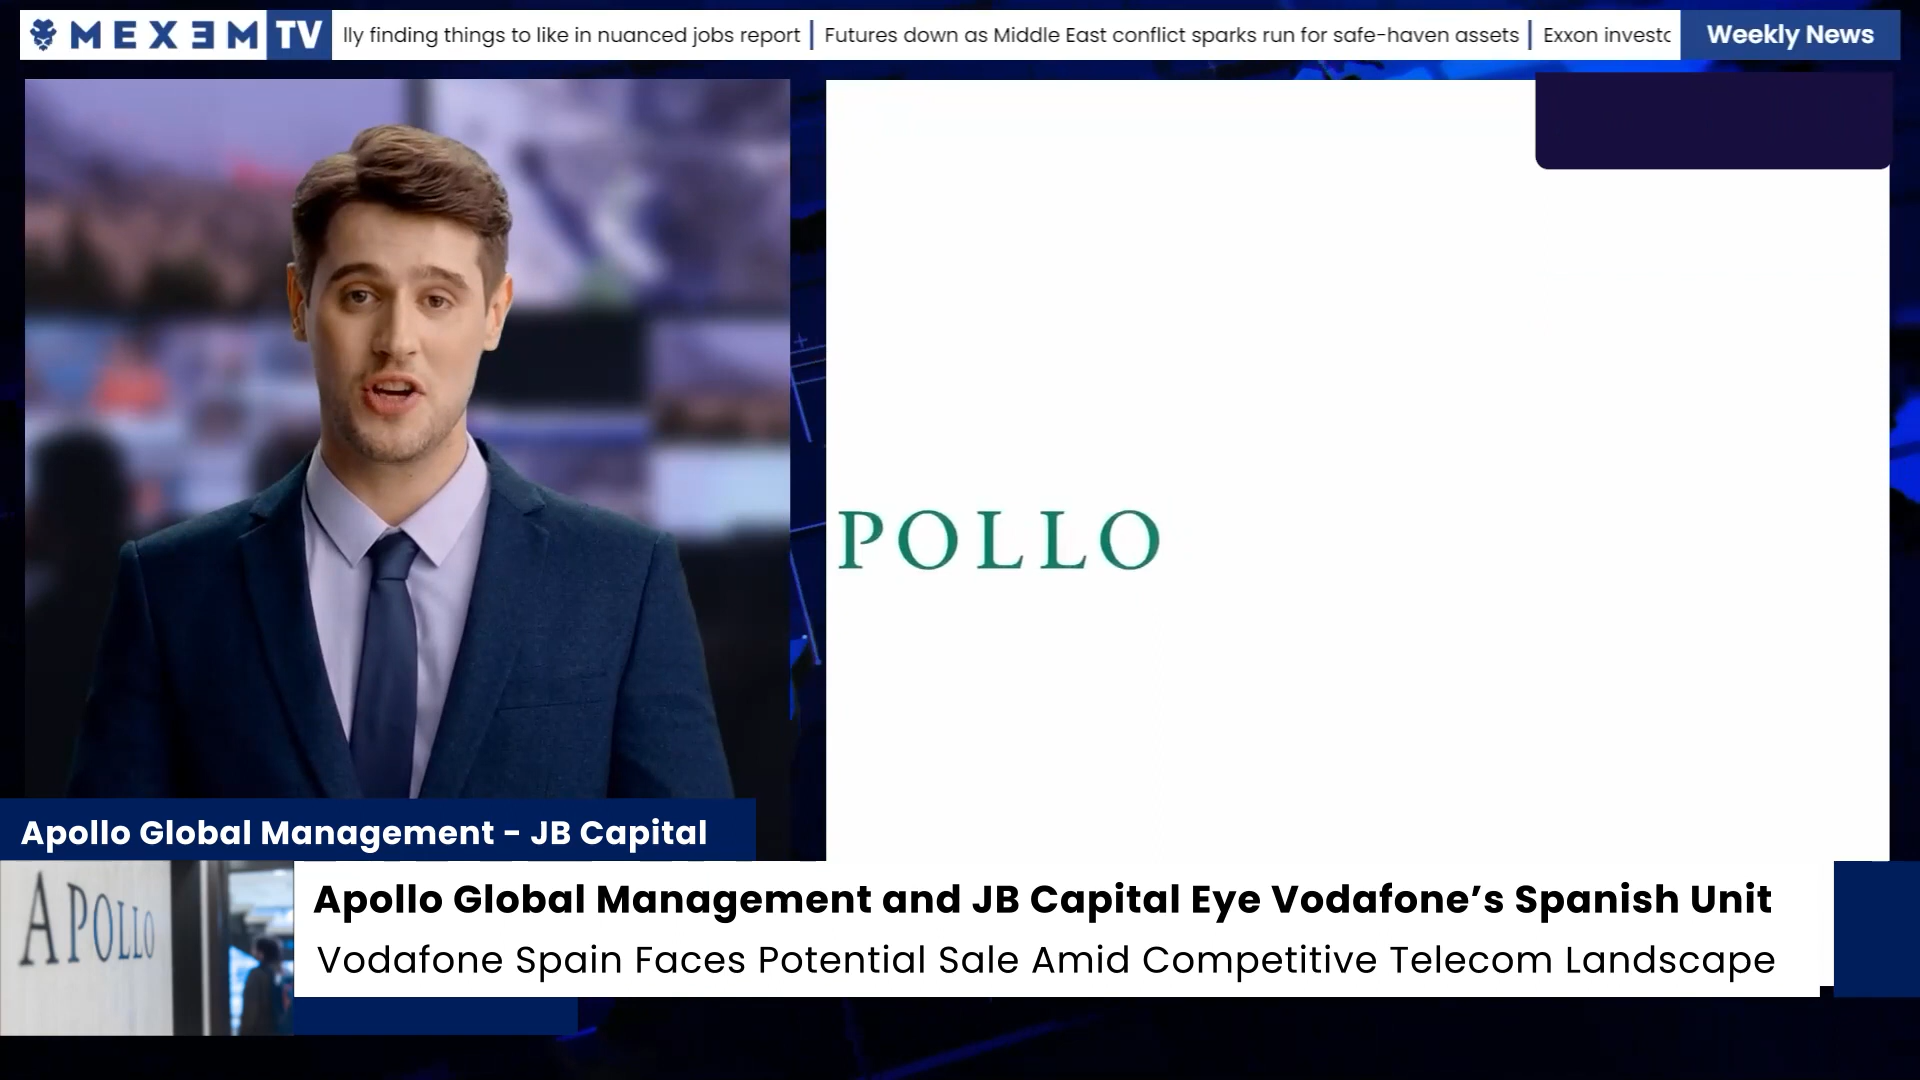 MEXEM TV
lly finding things to like in nuanced jobs report | Futures down as Middle East conflict sparks run for safe-haven assets | Exxon investc
Weekly News
POLLO
Apollo Global Management - JB Capital
APOLLO
Apollo Global Management and JB Capital Eye Vodafone’s Spanish Unit
Vodafone Spain Faces Potential Sale Amid Competitive Telecom Landscape